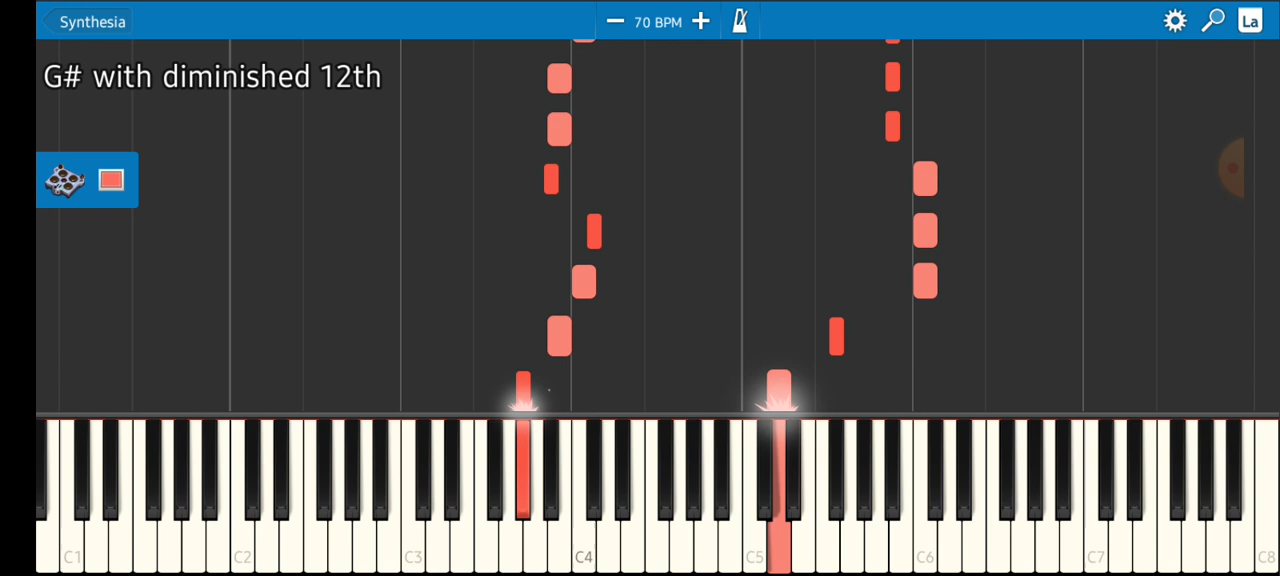 Synthesia
70 BPM
La
G# with diminished 12th
C1 C2 C3 C4 C5 C6 C7 C8